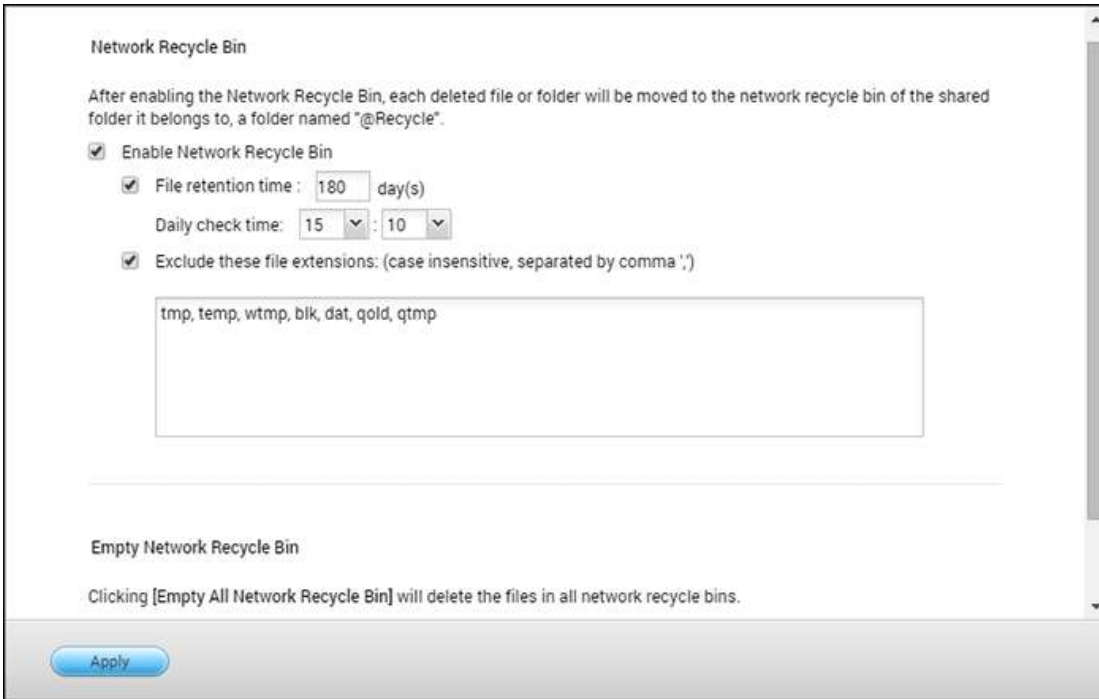 Network Recycle Bin
After enabling the Network Recycle Bin, each deleted file or folder will be moved to the network recycle bin of the shared
folder it belongs to, a folder named "@Recycle".
Enable Network Recycle Bin
File retention time : 180 day(s)
Daily check time: 15 : 10
Exclude these file extensions: (case insensitive, separated by comma ',')
tmp, temp, wtmp, blk, dat, qold, qtmp
Empty Network Recycle Bin
Clicking [Empty All Network Recycle Bin] will delete the files in all network recycle bins.
Apply